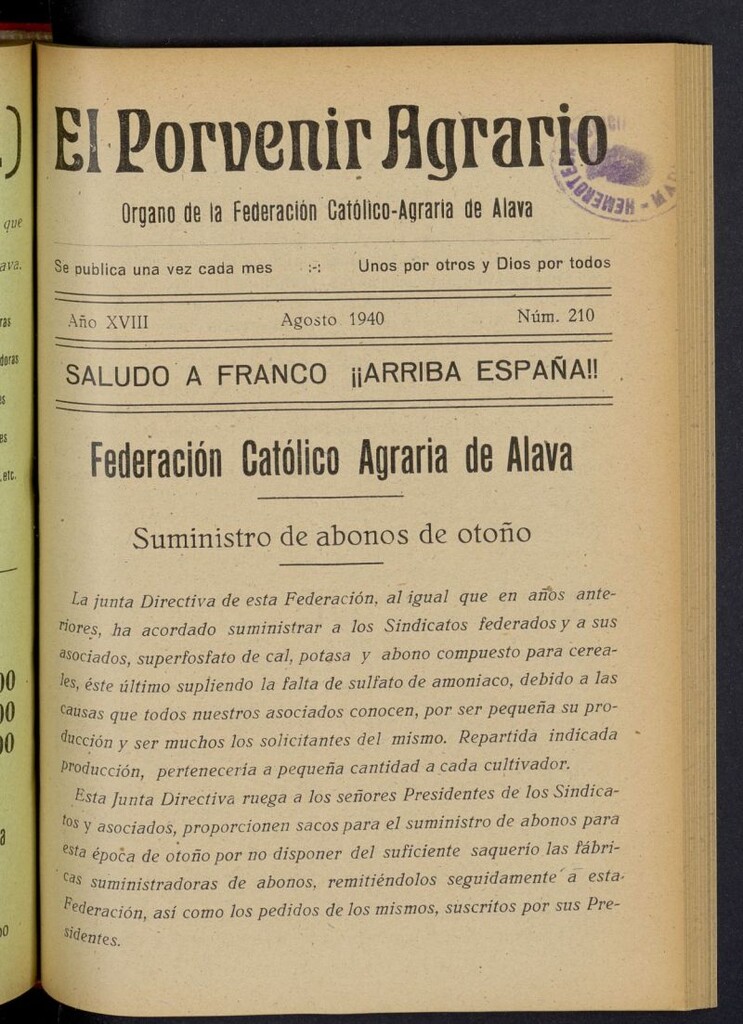 El Porvenir Agrario
Organo de la Federación Católico-Agraria de Alava
Se publica una vez cada mes :-: Unos por otros y Dios por todos
Año XVIII Agosto 1940 Núm. 210
SALUDO A FRANCO ¡¡ARRIBA ESPAÑA!!
Federación Católico Agraria de Alava
Suministro de abonos de otoño
La junta Directiva de esta Federación, al igual que en años ante-
riores, ha acordado suministrar a los Sindicatos federados y a sus
asociados, superfosfato de cal, potasa y abono compuesto para cerea-
les, éste último supliendo la falta de sulfato de amoniaco, debido a las
causas que todos nuestros asociados conocen, por ser pequeña su pro-
ducción y ser muchos los solicitantes del mismo. Repartida indicada
producción, pertenecería a pequeña cantidad a cada cultivador.
Esta Junta Directiva ruega a los señores Presidentes de los Sindica-
tos y asociados, proporcionen sacos para el suministro de abonos para
esta época de otoño por no disponer del suficiente saquerío las fábri-
cas suministradoras de abonos, remitiéndolos seguidamente a esta
Federación, así como los pedidos de los mismos, suscritos por sus Pre-
sidentes.
que
ava.
etc.